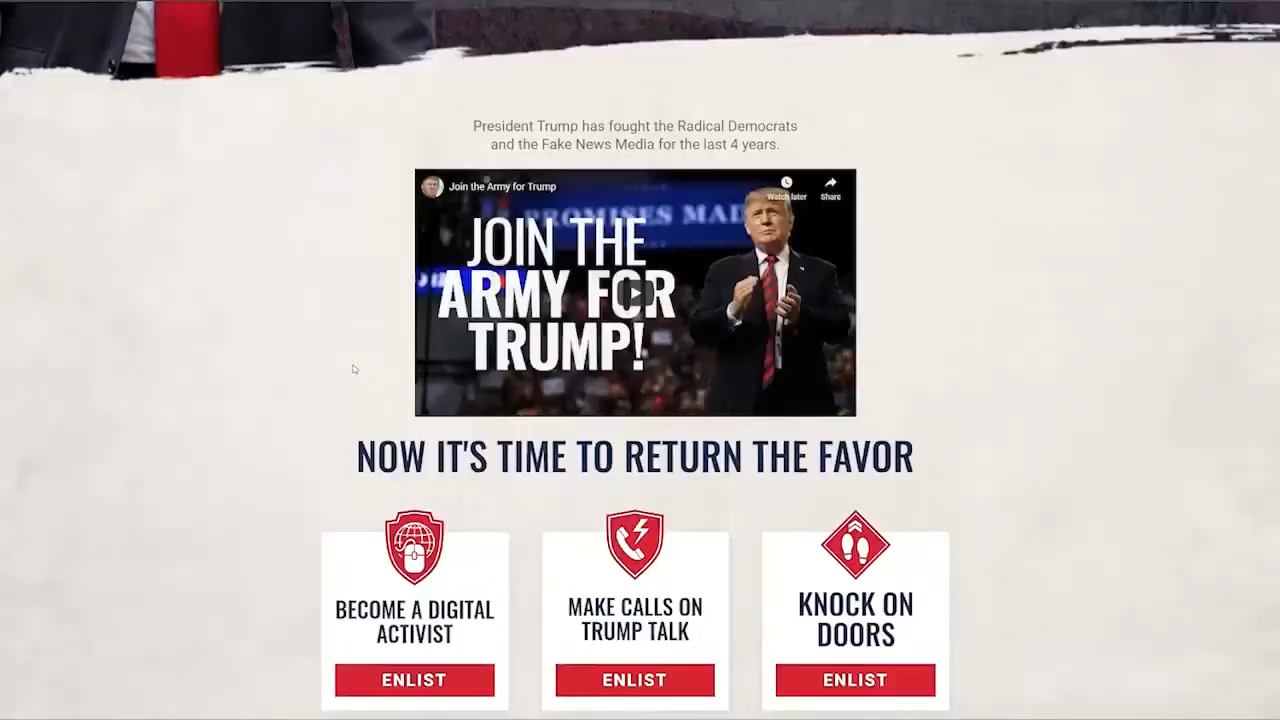 President Trump has fought the Radical Democrats
and the Fake News Media for the last 4 years.
Join the Army for Trump
Watch later
Share
PROMISES MAD
JOIN THE
ARMY FOR
TRUMP!
NOW IT'S TIME TO RETURN THE FAVOR
BECOME A DIGITAL
ACTIVIST
ENLIST
MAKE CALLS ON
TRUMP TALK
ENLIST
KNOCK ON
DOORS
ENLIST